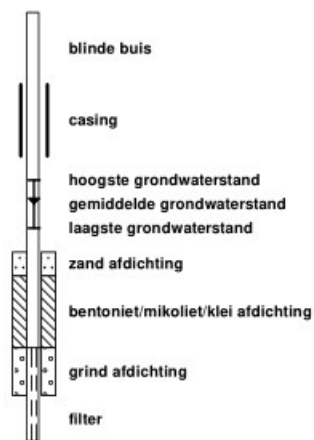 blinde buis
casing
hoogste grondwaterstand
gemiddelde grondwaterstand
laagste grondwaterstand
zand afdichting
bentoniet/mikoliet/klei afdichting
grind afdichting
filter